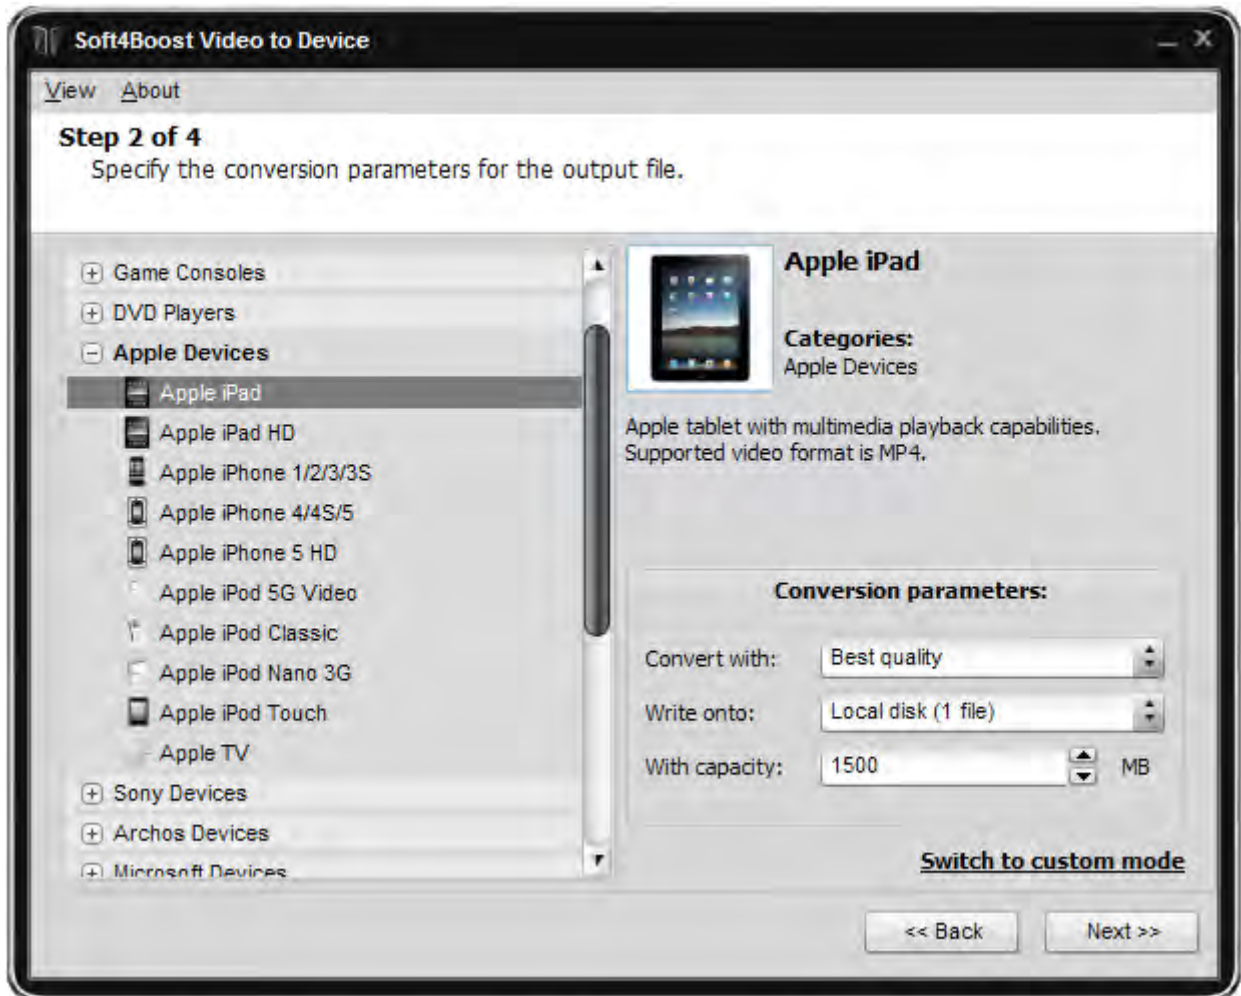 Soft4Boost Video to Device
View About
Step 2 of 4
Specify the conversion parameters for the output file.
Game Consoles
DVD Players
Apple Devices
Apple iPad
Apple iPad HD
Apple iPhone 1/2/3/3S
Apple iPhone 4/4S/5
Apple iPhone 5 HD
Apple iPod 5G Video
Apple iPod Classic
Apple iPod Nano 3G
Apple iPod Touch
Apple TV
Sony Devices
Archos Devices
Microsoft Devices
Apple iPad
Categories:
Apple Devices
Apple tablet with multimedia playback capabilities.
Supported video format is MP4.
Conversion parameters:
Convert with: Best quality
Write onto: Local disk (1 file)
With capacity: 1500 MB
Switch to custom mode
<< Back Next >>